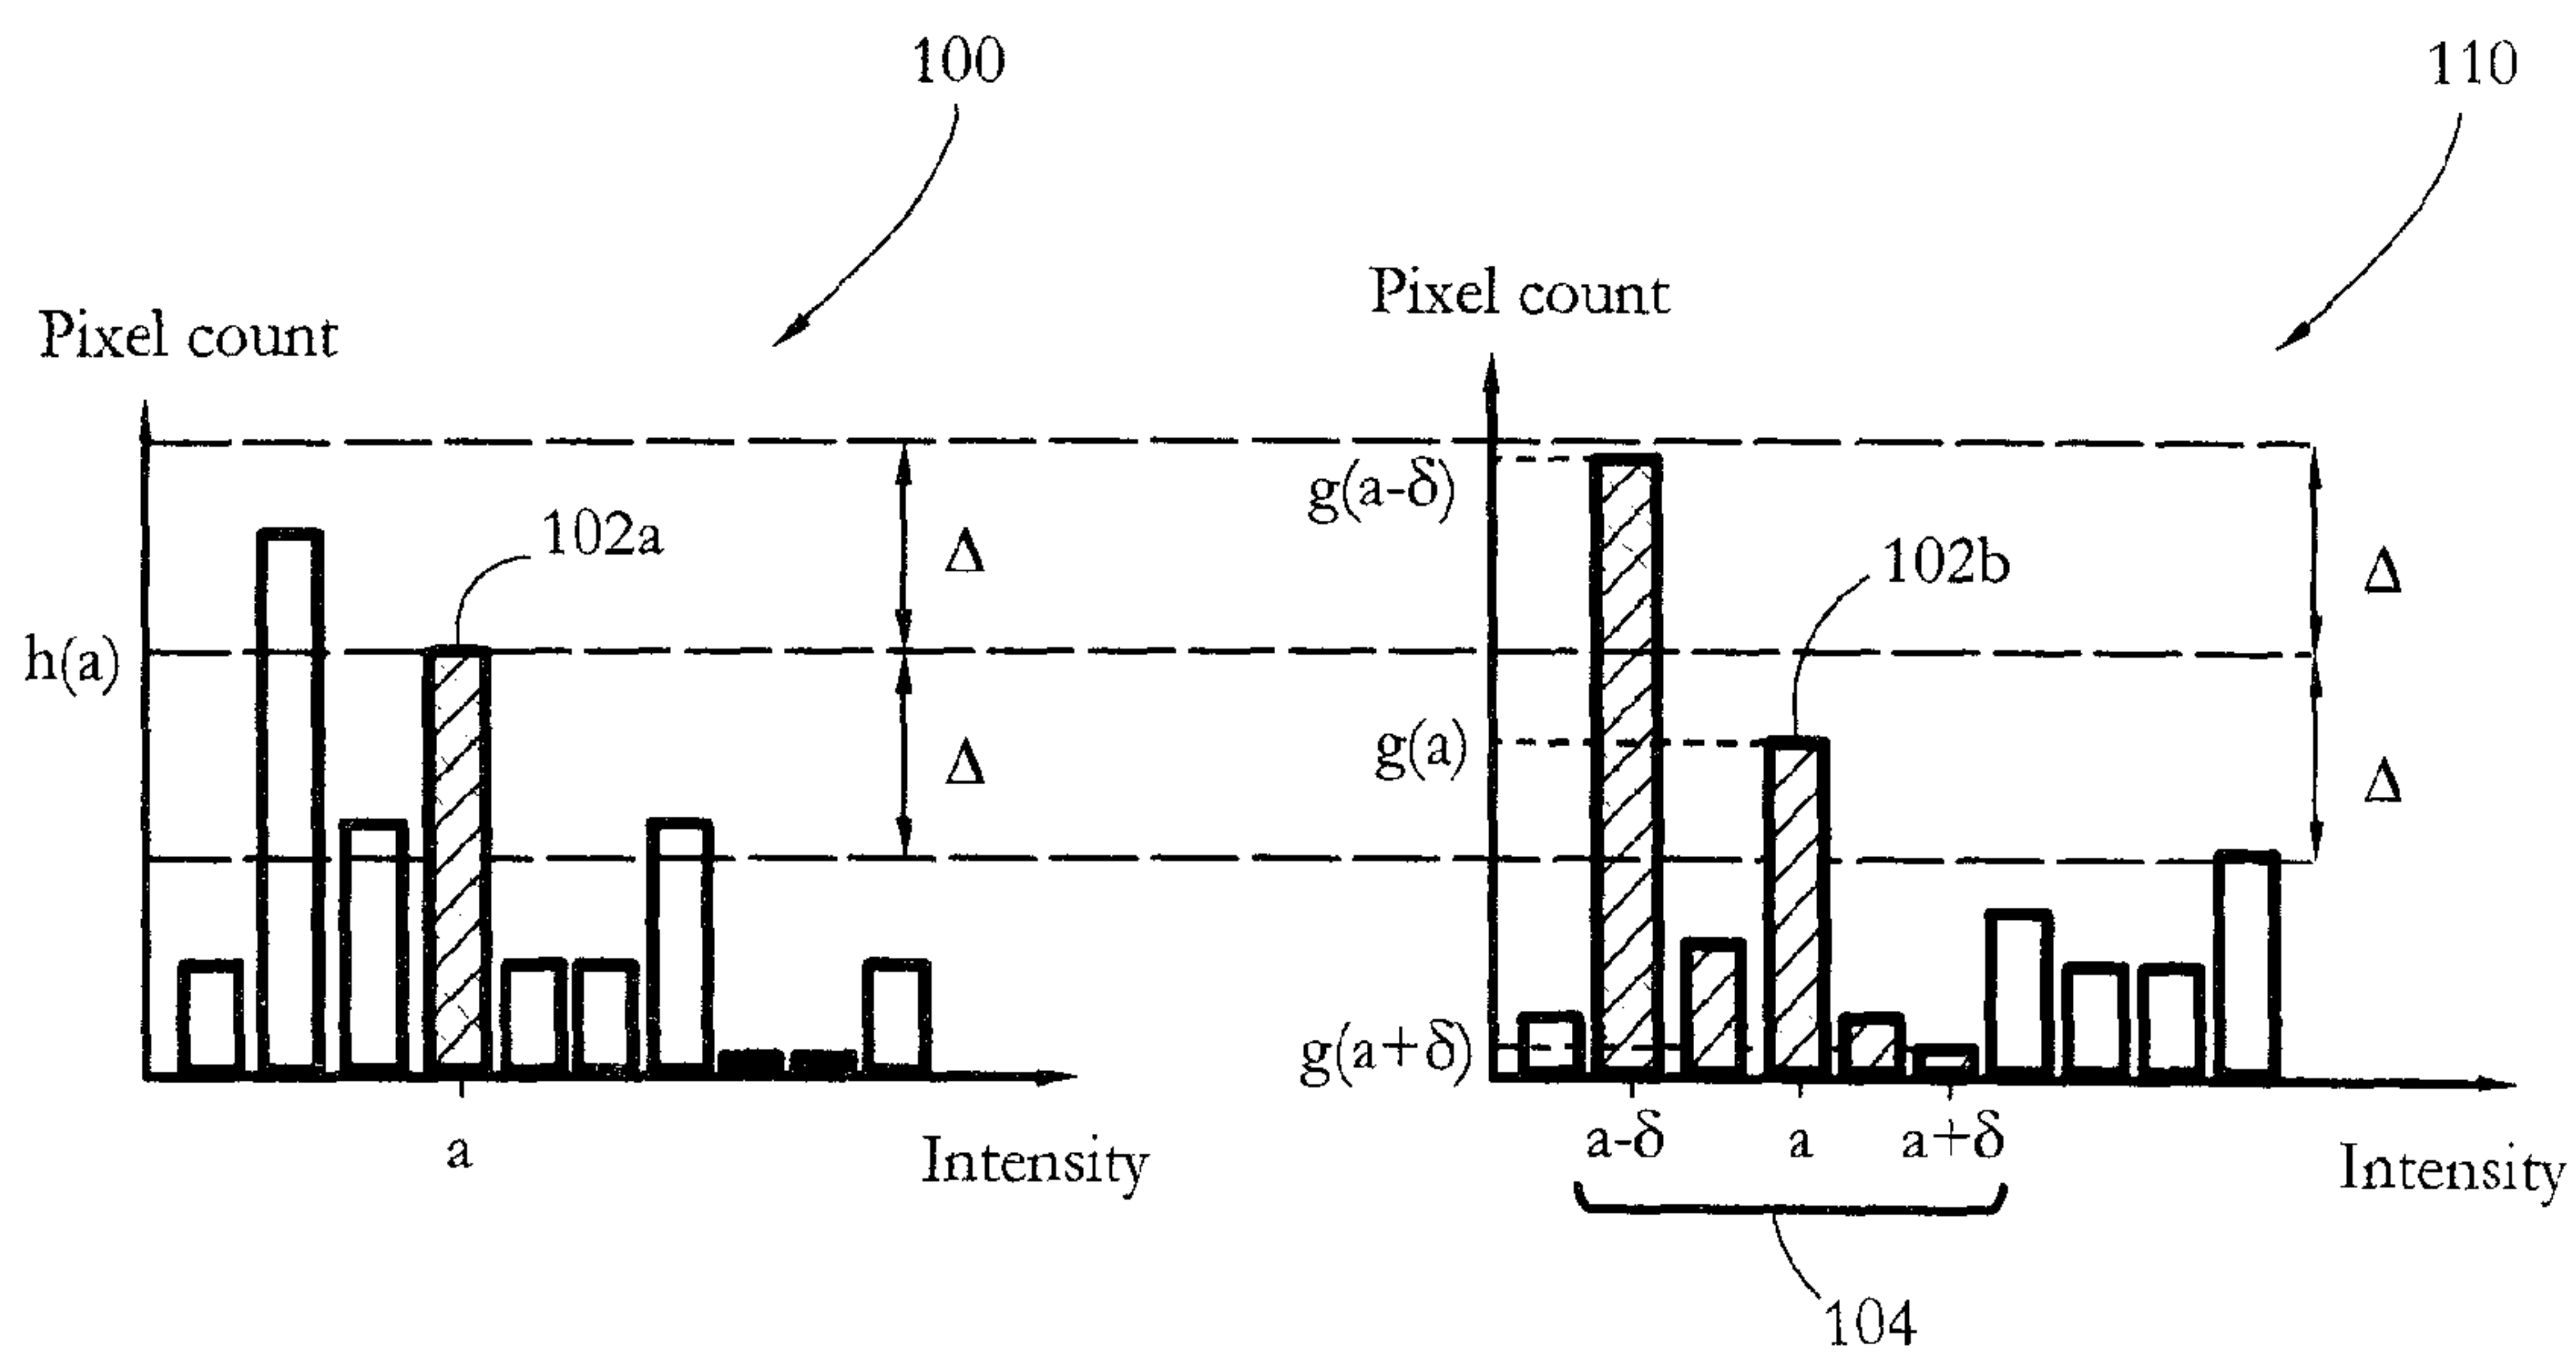 100
110
Pixel count
Pixel count
102a
Δ
h(a)
Δ
a
Intensity
g(a-δ)
102b
Δ
g(a)
Δ
g(a+δ)
a-δ
a
a+δ
Intensity
104